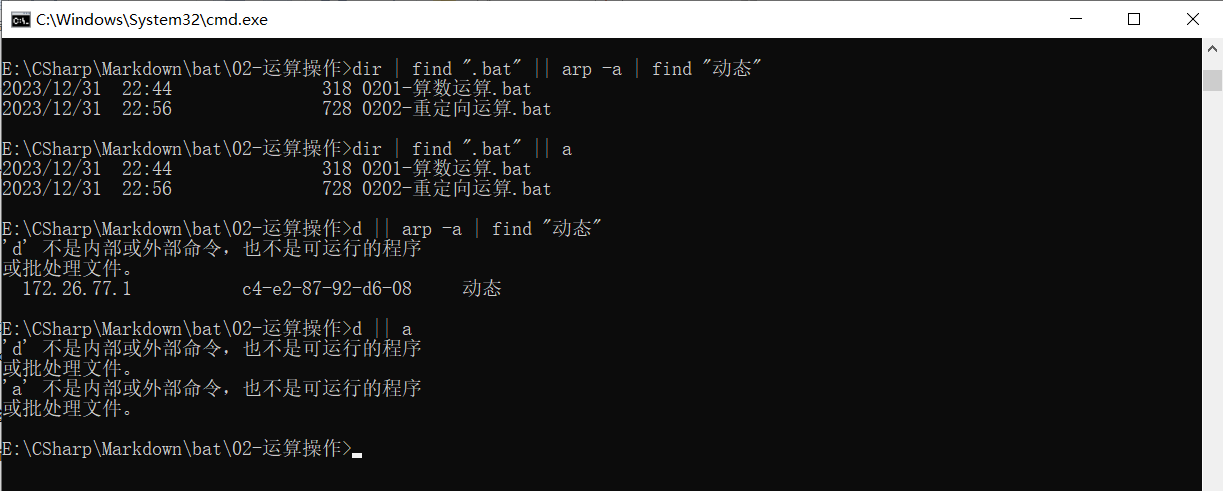 C:\Windows\System32\cmd.exe
E:\CSharp\Markdown\bat\02-运算操作>dir | find ".bat" || arp -a | find "动态"
2023/12/31  22:44               318 0201-算数运算.bat
2023/12/31  22:56               728 0202-重定向运算.bat
E:\CSharp\Markdown\bat\02-运算操作>dir | find ".bat" || a
2023/12/31  22:44               318 0201-算数运算.bat
2023/12/31  22:56               728 0202-重定向运算.bat
E:\CSharp\Markdown\bat\02-运算操作>d || arp -a | find "动态"
'd' 不是内部或外部命令，也不是可运行的程序
或批处理文件。
  172.26.77.1           c4-e2-87-92-d6-08     动态
E:\CSharp\Markdown\bat\02-运算操作>d || a
'd' 不是内部或外部命令，也不是可运行的程序
或批处理文件。
'a' 不是内部或外部命令，也不是可运行的程序
或批处理文件。
E:\CSharp\Markdown\bat\02-运算操作>